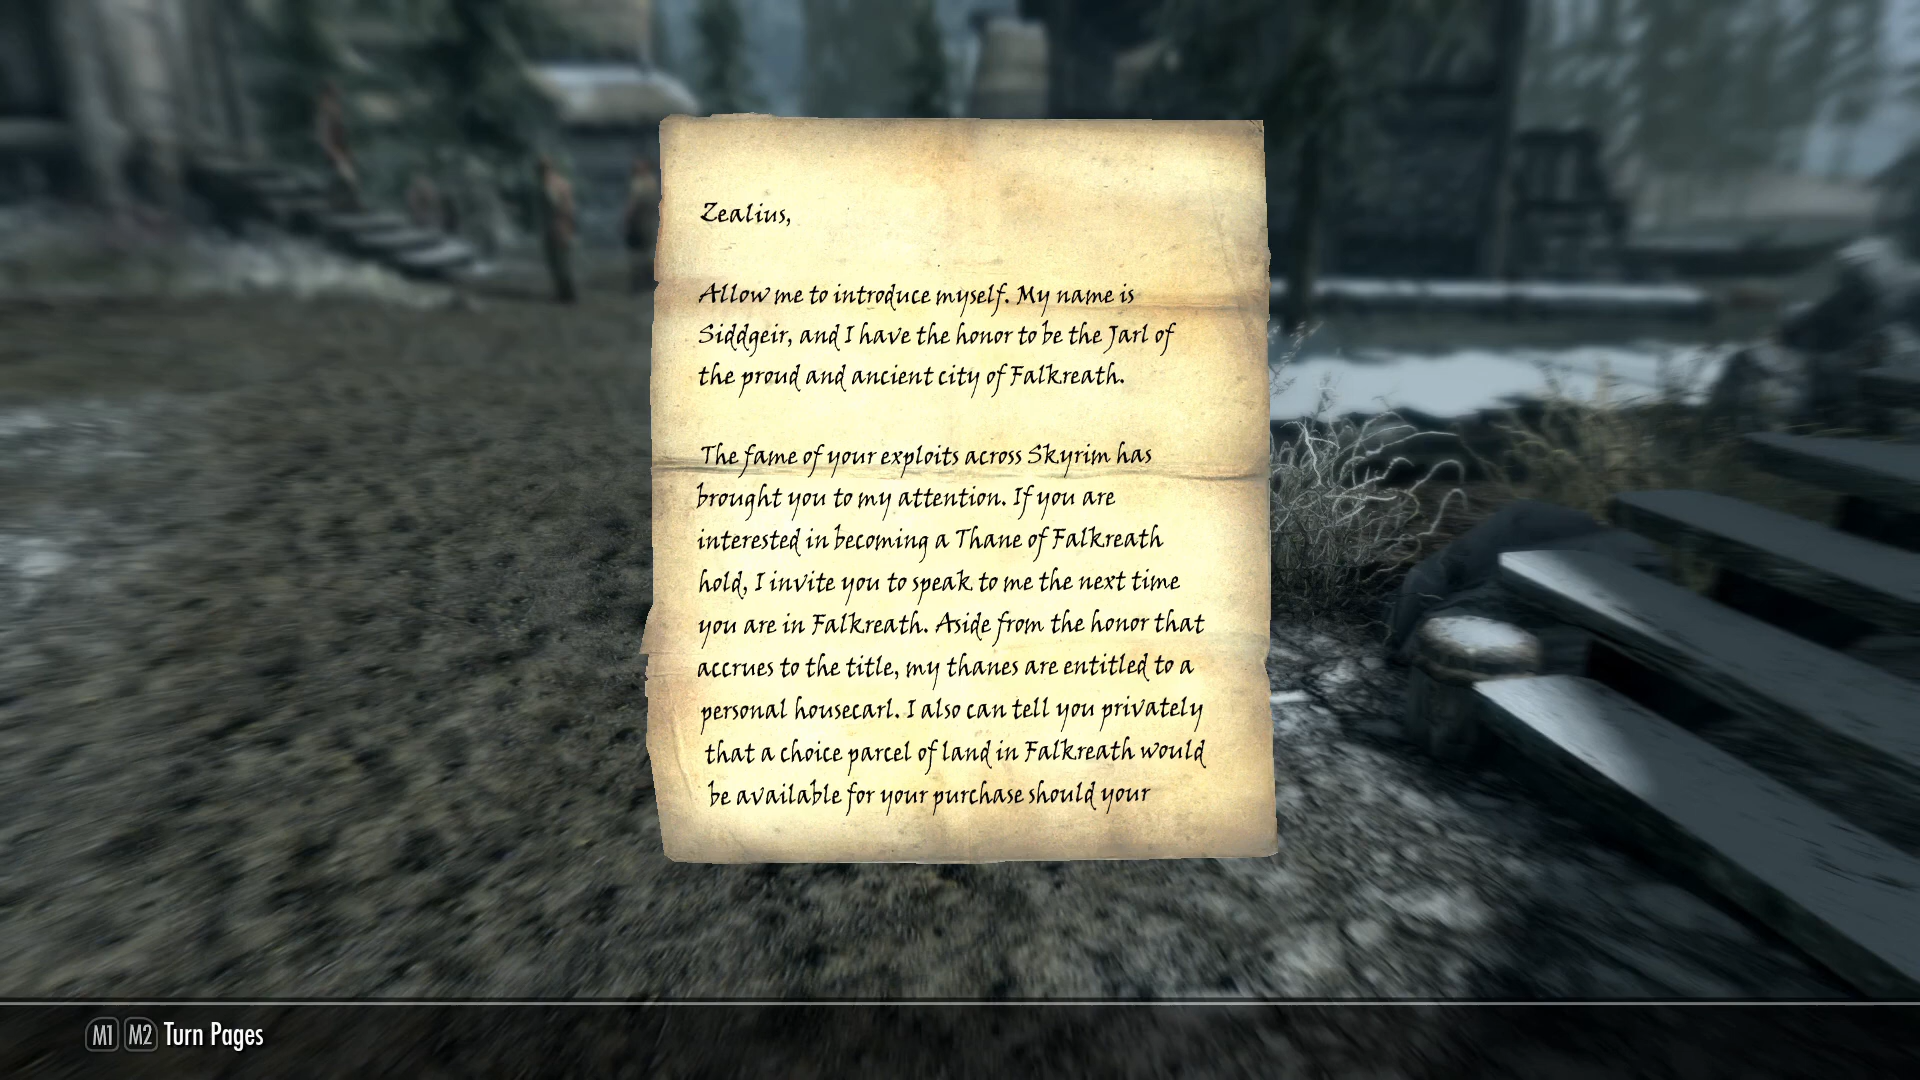 Zealius,
Allow me to introduce myself. My name is
Siddgeir, and I have the honor to be the Jarl of
the proud and ancient city of Falkreath.
The fame of your exploits across Skyrim has
brought you to my attention. If you are
interested in becoming a Thane of Falkreath
hold, I invite you to speak to me the next time
you are in Falkreath. Aside from the honor that
accrues to the title, my thanes are entitled to a
personal housecarl. I also can tell you privately
that a choice parcel of land in Falkreath would
be available for your purchase should your
M1 M2 Turn Pages